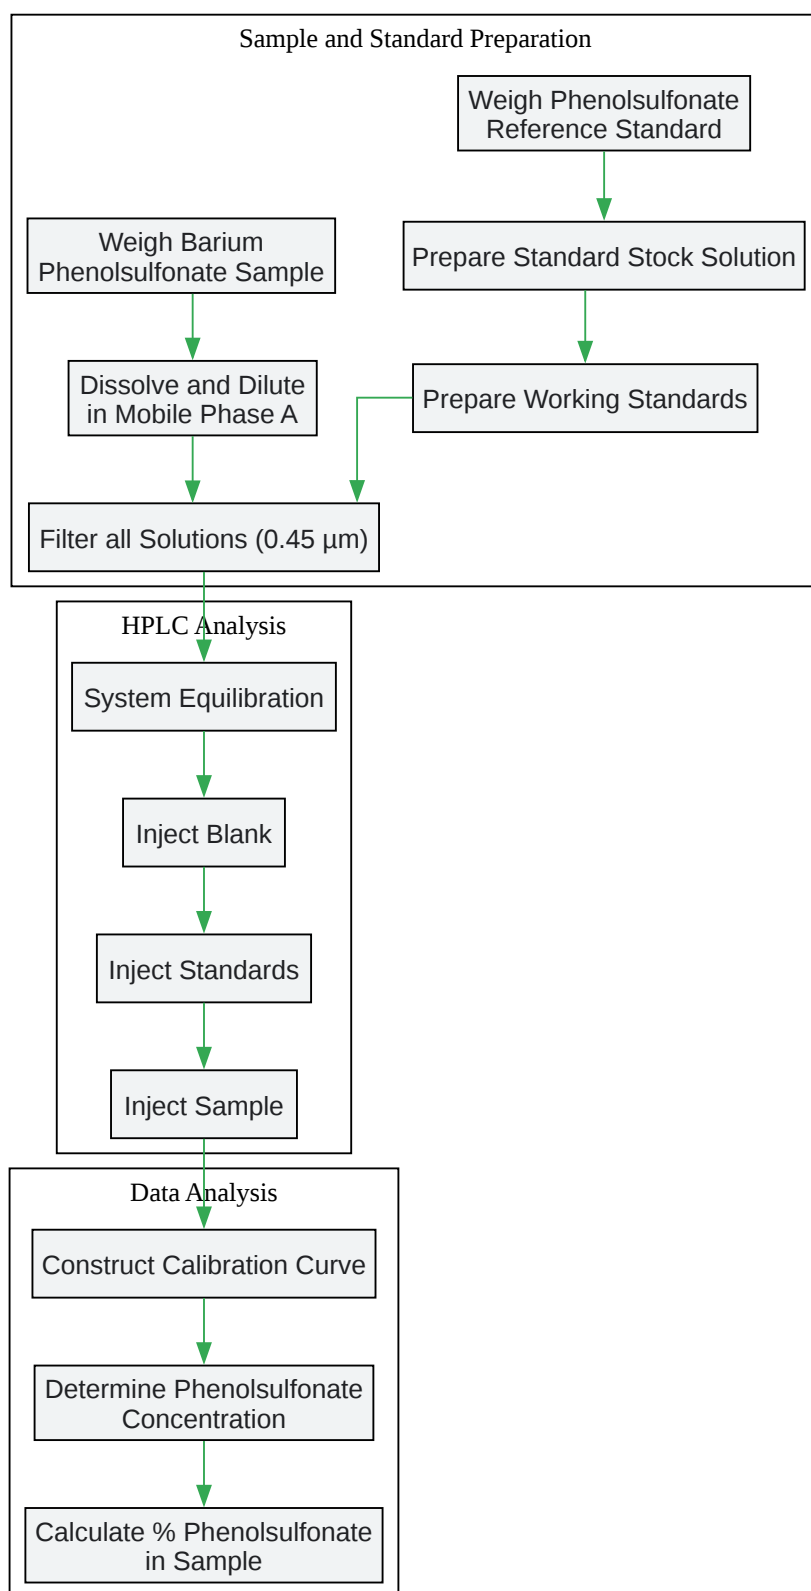 Sample and Standard Preparation
Weigh Phenolsulfonate
Reference Standard
Weigh Barium
Phenolsulfonate Sample
Prepare Standard Stock Solution
Dissolve and Dilute
in Mobile Phase A
Prepare Working Standards
Filter all Solutions (0.45 µm)
HPLC Analysis
System Equilibration
Inject Blank
Inject Standards
Inject Sample
Data Analysis
Construct Calibration Curve
Determine Phenolsulfonate
Concentration
Calculate % Phenolsulfonate
in Sample